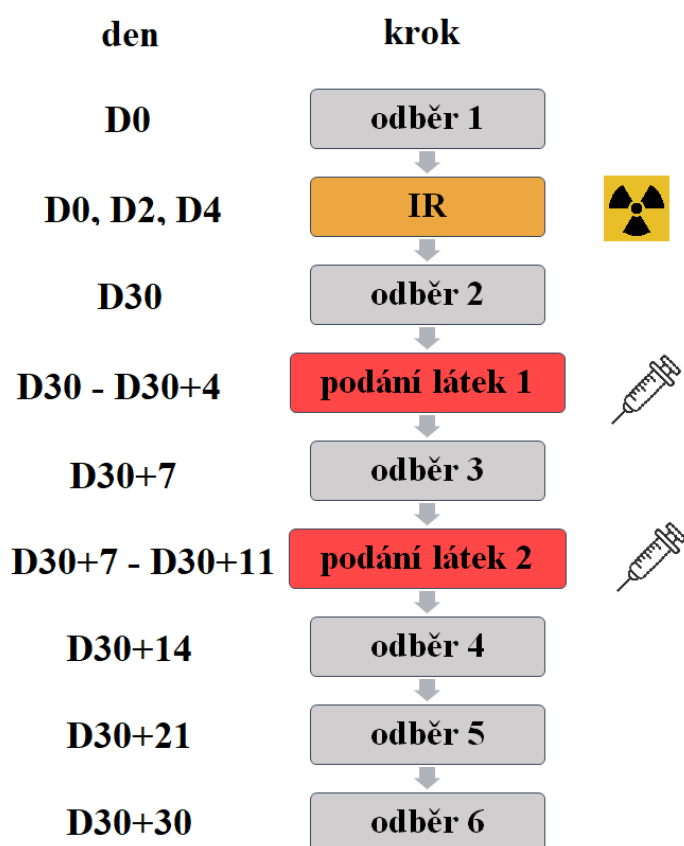 den krok
D0 odběr 1
D0, D2, D4 IR
D30 odběr 2
D30 - D30+4 podání látek 1
D30+7 odběr 3
D30+7 - D30+11 podání látek 2
D30+14 odběr 4
D30+21 odběr 5
D30+30 odběr 6